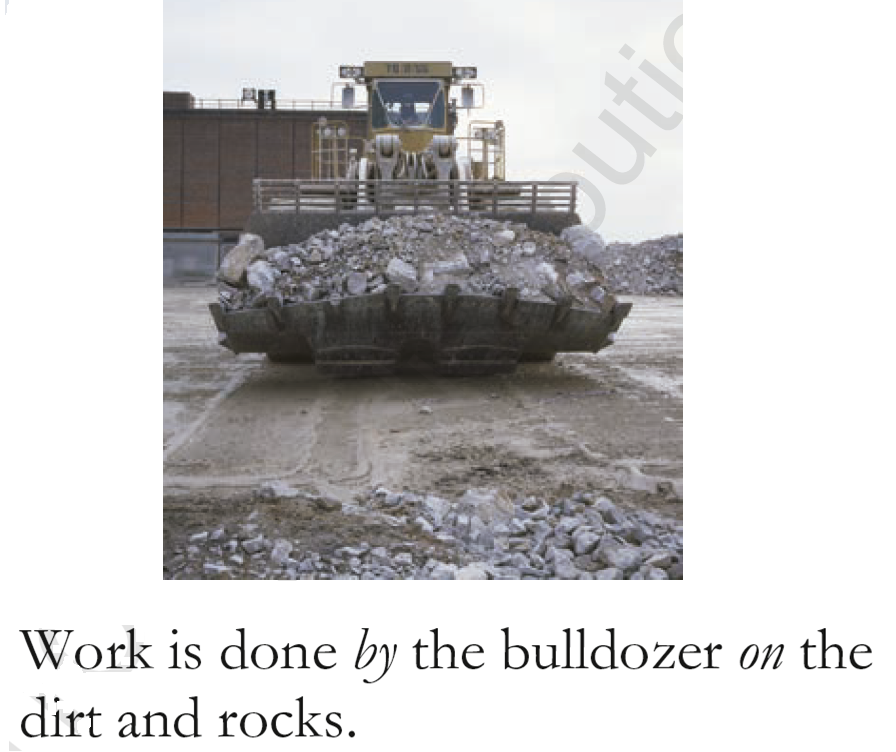 Work is done by the bulldozer on the
dirt and rocks.